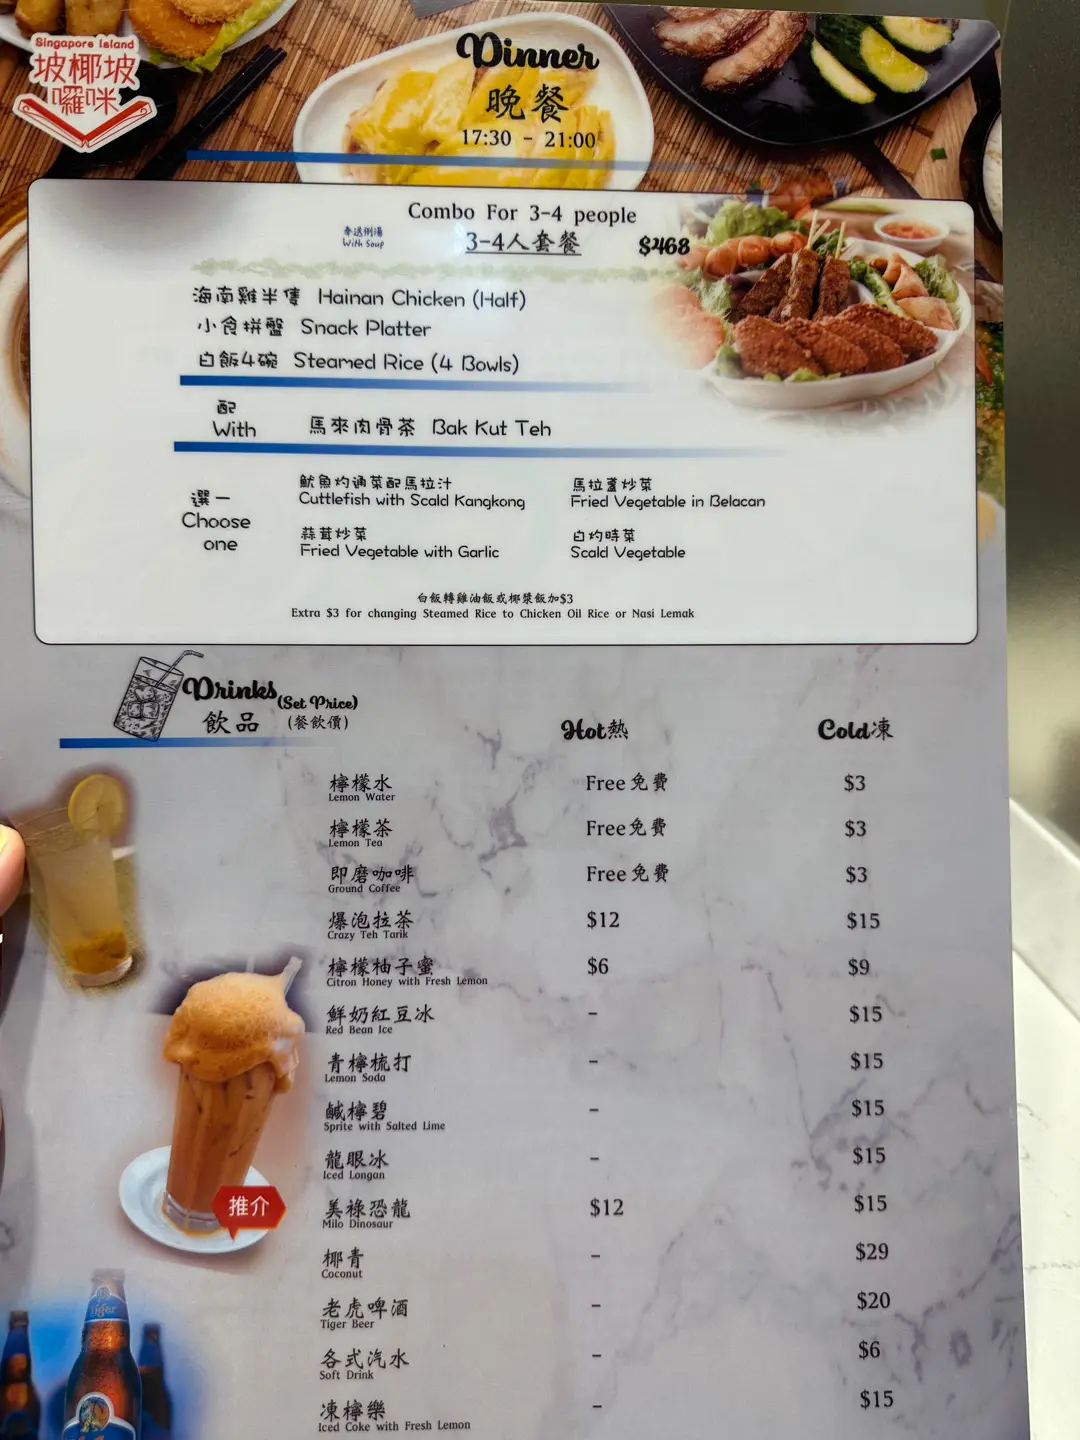 Singapore Island
坡椰坡
囉咪
Dinner
晚餐
17:30 - 21:00
Combo For 3-4 people
3-4人套餐
$468
奉送例湯
With Soup
海南雞半隻 Hainan Chicken (Half)
小食拼盤 Snack Platter
白飯4碗 Steamed Rice (4 Bowls)
配
With
馬來肉骨茶 Bak Kut Teh
選一
Choose
one
魷魚灼通菜配馬拉汁
Cuttlefish with Scald Kangkong
馬拉盞炒菜
Fried Vegetable in Belacan
蒜茸炒菜
Fried Vegetable with Garlic
白灼時菜
Scald Vegetable
白飯轉雞油飯或椰漿飯加$3
Extra $3 for changing Steamed Rice to Chicken Oil Rice or Nasi Lemak
Drinks (Set Price)
飲品 (餐飲價)
Hot熱 Cold凍
檸檬水 Free免費 $3
Lemon Water
檸檬茶 Free免費 $3
Lemon Tea
即磨咖啡 Free免費 $3
Ground Coffee
爆泡拉茶 $12 $15
Crazy Teh Tarik
檸檬柚子蜜 $6 $9
Citron Honey with Fresh Lemon
鮮奶紅豆冰 - $15
Red Bean Ice
青檸梳打 - $15
Lemon Soda
鹹檸碧 - $15
Sprite with Salted Lime
龍眼冰 - $15
Iced Longan
美祿恐龍 $12 $15
Milo Dinosaur
椰青 - $29
Coconut
老虎啤酒 - $20
Tiger Beer
各式汽水 - $6
Soft Drink
凍檸樂 - $15
Iced Coke with Fresh Lemon
推介
Tiger